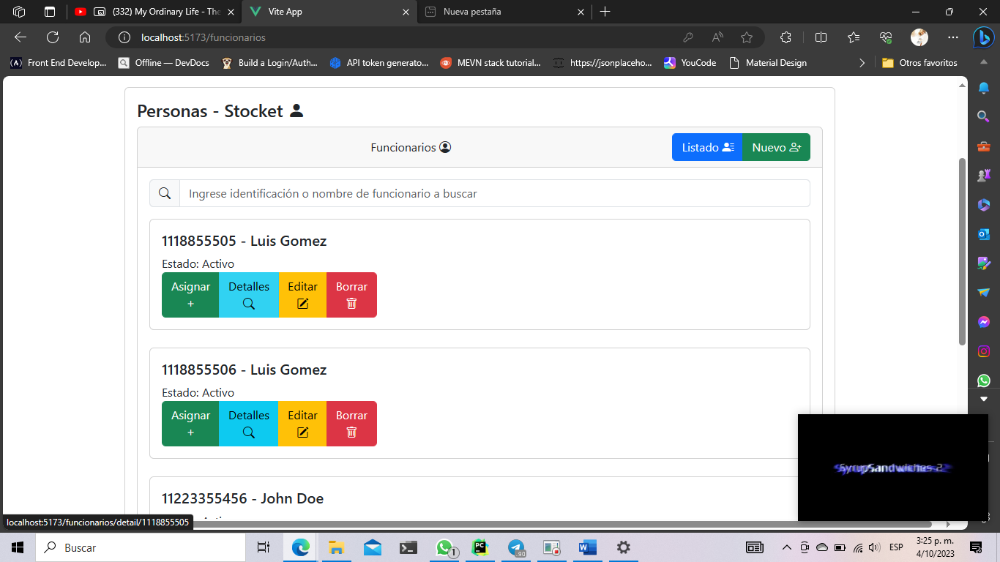 (332) My Ordinary Life - The
Vite App
Nueva pestaña
localhost:5173/funcionarios
Front End Develop...
Offline — DevDocs
Build a Login/Auth...
API token generato...
MEVN stack tutorial...
https://jsonplaceho...
YouCode
Material Design
Otros favoritos
Personas - Stocket
Funcionarios
Listado
Nuevo
Ingrese identificación o nombre de funcionario a buscar
1118855505 - Luis Gomez
Estado: Activo
Asignar + Detalles Editar Borrar
1118855506 - Luis Gomez
Estado: Activo
Asignar + Detalles Editar Borrar
11223355456 - John Doe
SyrupSandwiches-2
localhost:5173/funcionarios/detail/1118855505
Buscar
1
PC
90
ESP
3:25 p. m.
4/10/2023